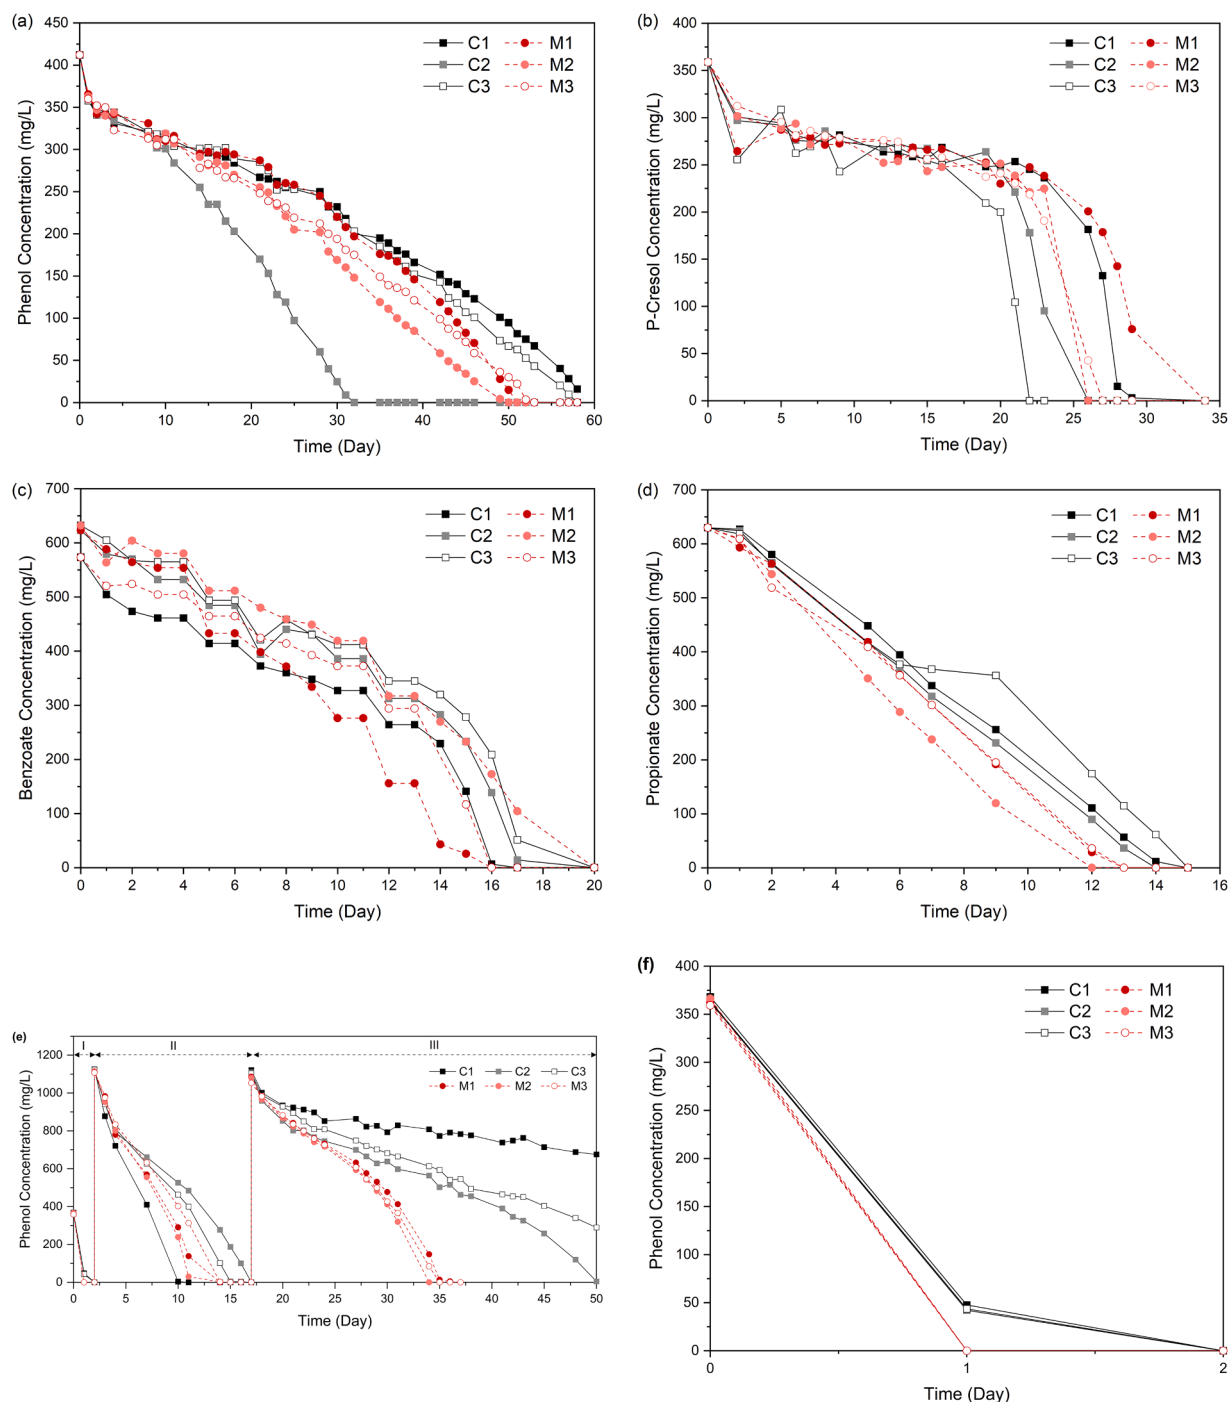 (a)
Phenol Concentration (mg/L)
450
400
350
300
250
200
150
100
50
0
C1 M1
C2 M2
C3 M3
0 10 20 30 40 50 60
Time (Day)
(b)
P-Cresol Concentration (mg/L)
400
350
300
250
200
150
100
50
0
C1 M1
C2 M2
C3 M3
0 5 10 15 20 25 30 35
Time (Day)
(c)
Benzoate Concentration (mg/L)
700
600
500
400
300
200
100
0
C1 M1
C2 M2
C3 M3
0 2 4 6 8 10 12 14 16 18 20
Time (Day)
(d)
Propionate Concentration (mg/L)
700
600
500
400
300
200
100
0
C1 M1
C2 M2
C3 M3
0 2 4 6 8 10 12 14 16
Time (Day)
(e)
Phenol Concentration (mg/L)
I II III
1200
1000
800
600
400
200
0
C1 C2 C3
M1 M2 M3
0 5 10 15 20 25 30 35 40 45 50
Time (Day)
(f)
Phenol Concentration (mg/L)
400
350
300
250
200
150
100
50
0
C1 M1
C2 M2
C3 M3
0 1 2
Time (Day)